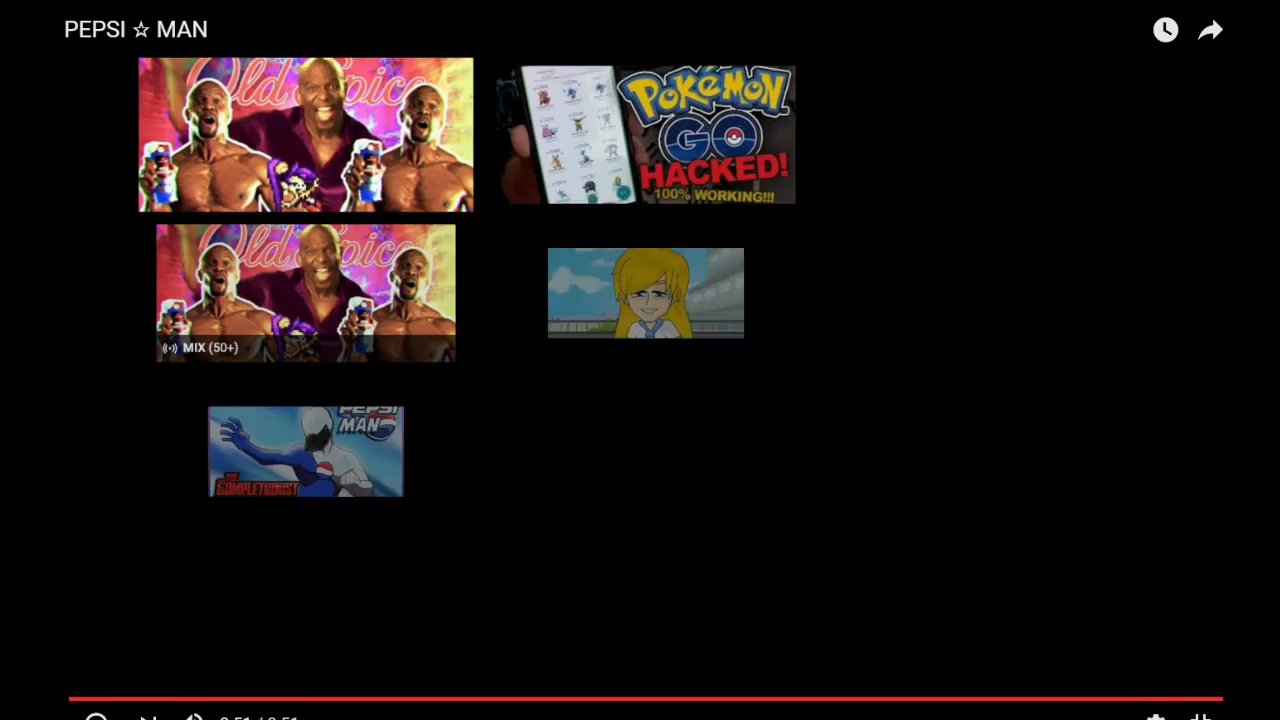 PEPSI ☆ MAN
Old Spice
POKÉMON
GO
HACKED!
100% WORKING!!!
Old Spice
MIX (50+)
PEPSI
MAN
THE
COMPLETIONIST